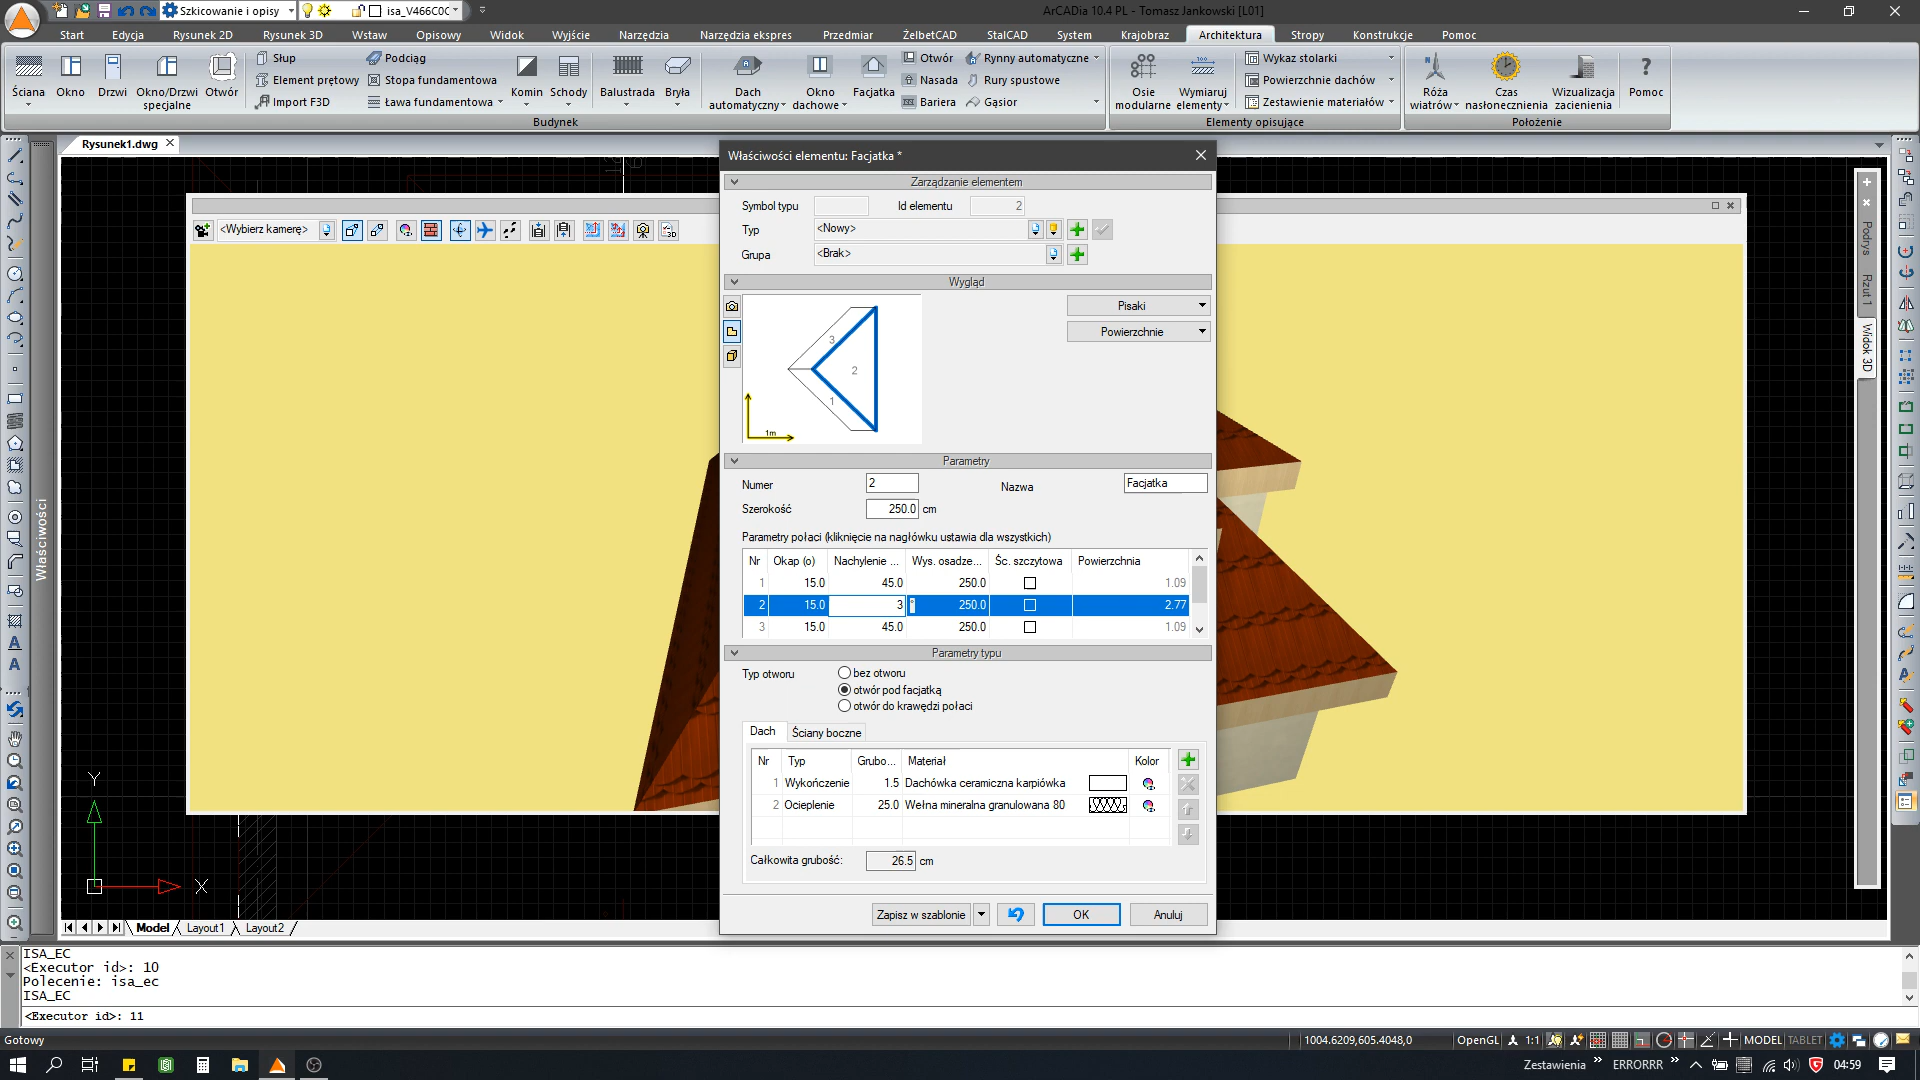 isa_V466C0C
Szkicowanie i opisy
ArCADia 10.4 PL - Tomasz Jankowski [L01]
Start Edycja Rysunek 2D Rysunek 3D Wstaw Opisowy Widok Wyjście Narzędzia Narzędzia ekspres Przedmiar ŻelbetCAD StalCAD System Krajobraz Architektura Stropy Konstrukcje Pomoc
Ściana Okno Drzwi Okno/Drzwi specjalne Otwór
Słup
Element prętowy
Import F3D
Podciąg
Stopa fundamentowa
Ława fundamentowa
Komin Schody Balustrada Bryła
Dach automatyczny
Okno dachowe
Facjatka
Otwór
Nasada
Bariera
Rynny automatyczne
Rury spustowe
Gąsior
Osie modularne
Wymiaruj elementy
Wykaz stolarki
Powierzchnie dachów
Zestawienie materiałów
Róża wiatrów
Czas nasłonecznienia
Wizualizacja zacienienia
Pomoc
Budynek Elementy opisujące Położenie
Rysunek1.dwg
Właściwości elementu: Facjatka *
Zarządzanie elementem
Symbol typu Id elementu 2
<Wybierz kamerę>
Typ <Nowy>
Grupa <Brak>
Wygląd
Pisaki
Powierzchnie
3
2
1
1m
Parametry
Numer 2 Nazwa Facjatka
Szerokość 250.0 cm
Parametry połaci (kliknięcie na nagłówku ustawia dla wszystkich)
Nr Okap (o) Nachylenie ... Wys. osadze... Śc. szczytowa Powierzchnia
1 15.0 45.0 250.0 1.09
2 15.0 3 ° 250.0 2.77
3 15.0 45.0 250.0 1.09
Parametry typu
Typ otworu bez otworu
otwór pod facjatką
otwór do krawędzi połaci
Dach Ściany boczne
Nr Typ Grubo... Materiał Kolor
1 Wykończenie 1.5 Dachówka ceramiczna karpiówka
2 Ocieplenie 25.0 Wełna mineralna granulowana 80
Całkowita grubość: 26.5 cm
Zapisz w szablonie OK Anuluj
Właściwości
Podrys
Rzut 1
Widok 3D
Y
X
Model Layout1 Layout2
ISA_EC
<Executor id>: 10
Polecenie: isa_ec
ISA_EC
<Executor id>: 11
Gotowy 1004.6209,605.4048,0 OpenGL 1:1 MODEL TABLET
Zestawienia » ERRORRR » 04:59